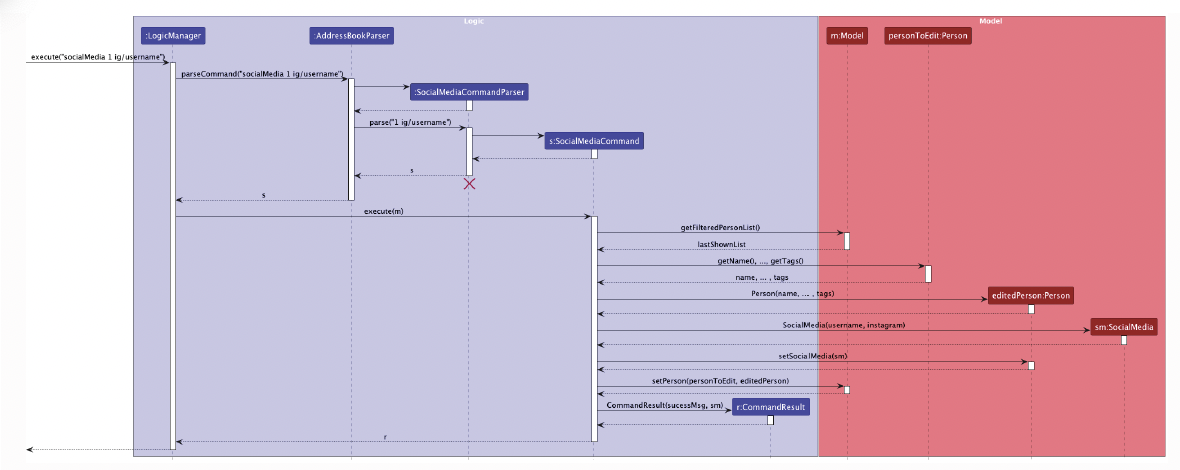 Logic
Model
:LogicManager
:AddressBookParser
m:Model
personToEdit:Person
execute("socialMedia 1 ig/username")
parseCommand("socialMedia 1 ig/username")
:SocialMediaCommandParser
parse("1 ig/username")
s:SocialMediaCommand
s
s
execute(m)
getFilteredPersonList()
lastShownList
getName(), ..., getTags()
name, ... , tags
Person(name, ... , tags)
editedPerson:Person
SocialMedia(username, instagram)
sm:SocialMedia
setSocialMedia(sm)
setPerson(personToEdit, editedPerson)
CommandResult(sucessMsg, sm)
r:CommandResult
r